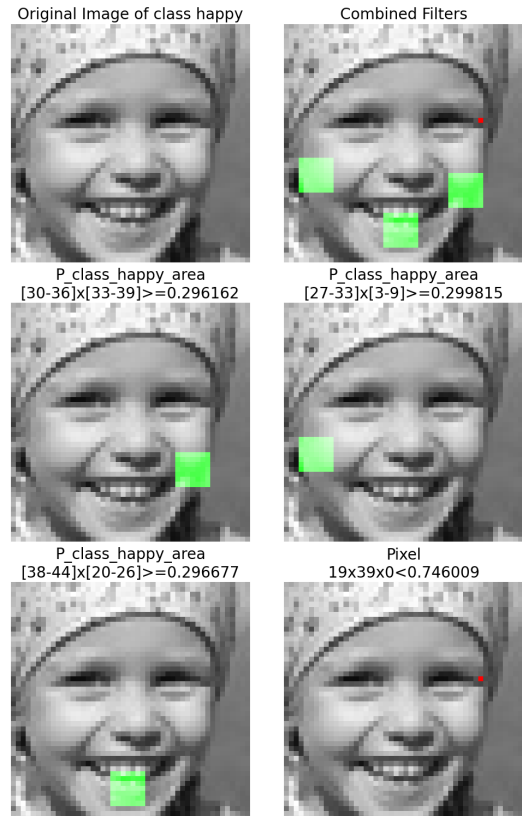 Original Image of class happy
Combined Filters
P_class_happy_area
[30-36]x[33-39]>=0.296162
P_class_happy_area
[27-33]x[3-9]>=0.299815
P_class_happy_area
[38-44]x[20-26]>=0.296677
Pixel
19x39x0<0.746009